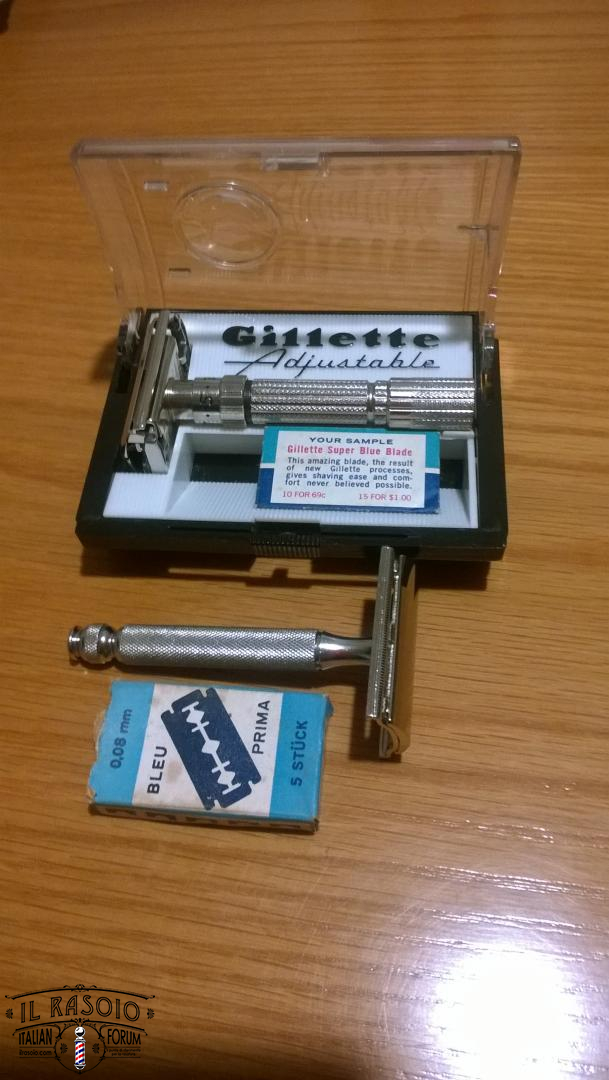 Gillette
Adjustable
YOUR SAMPLE
Gillette Super Blue Blade
This amazing blade, the result
of new Gillette processes,
gives shaving ease and com-
fort never believed possible.
10 FOR 69c 15 FOR $1.00
0,08 mm
BLEU
PRIMA
5 STÜCK
IL RASOIO
ITALIAN FORUM
ilrasoio.com